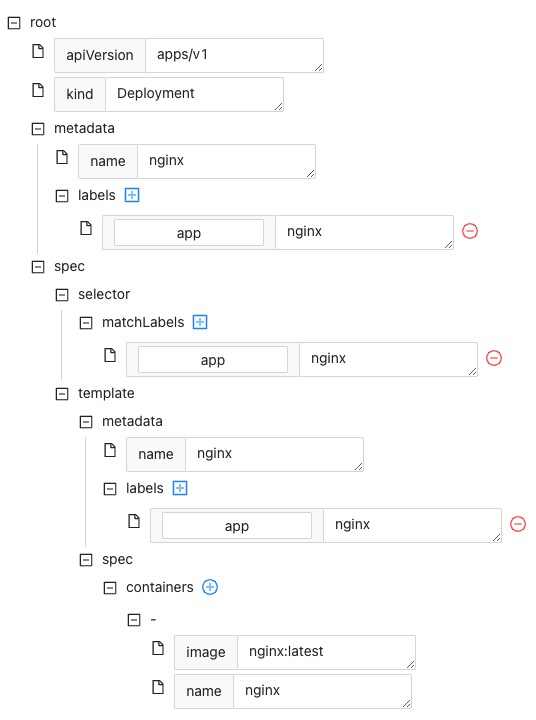 root
apiVersion apps/v1
kind Deployment
metadata
name nginx
labels
app nginx
spec
selector
matchLabels
app nginx
template
metadata
name nginx
labels
app nginx
spec
containers
-
image nginx:latest
name nginx